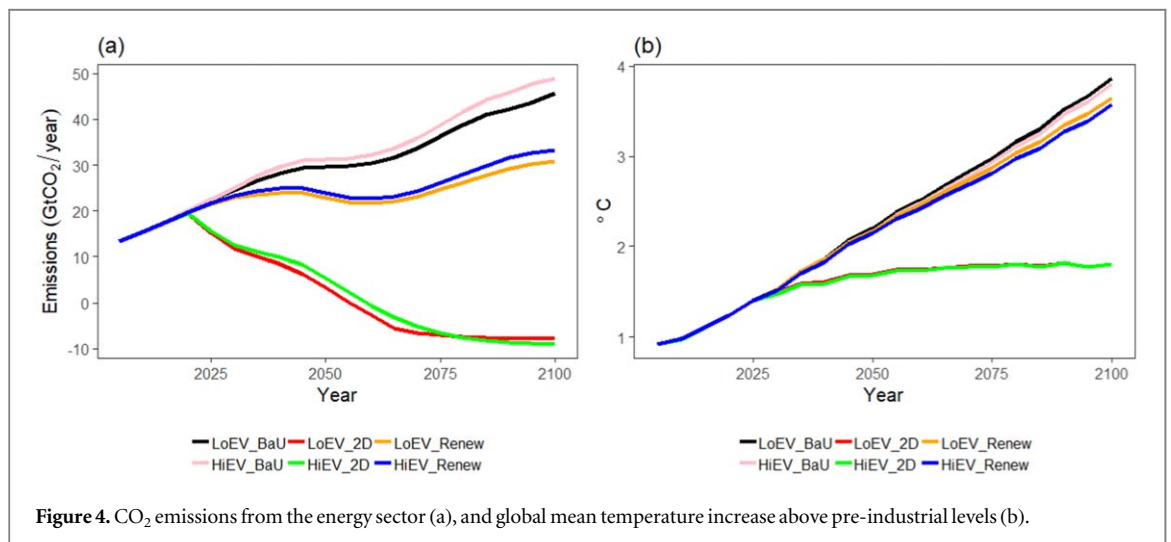 (a)
50
40
30
20
10
0
-10
Emissions (GtCO₂/year)
2025 2050 2075 2100
Year
LoEV_BaU LoEV_2D LoEV_Renew
HiEV_BaU HiEV_2D HiEV_Renew
(b)
4
3
2
1
°C
2025 2050 2075 2100
Year
LoEV_BaU LoEV_2D LoEV_Renew
HiEV_BaU HiEV_2D HiEV_Renew
Figure 4. CO₂ emissions from the energy sector (a), and global mean temperature increase above pre-industrial levels (b).